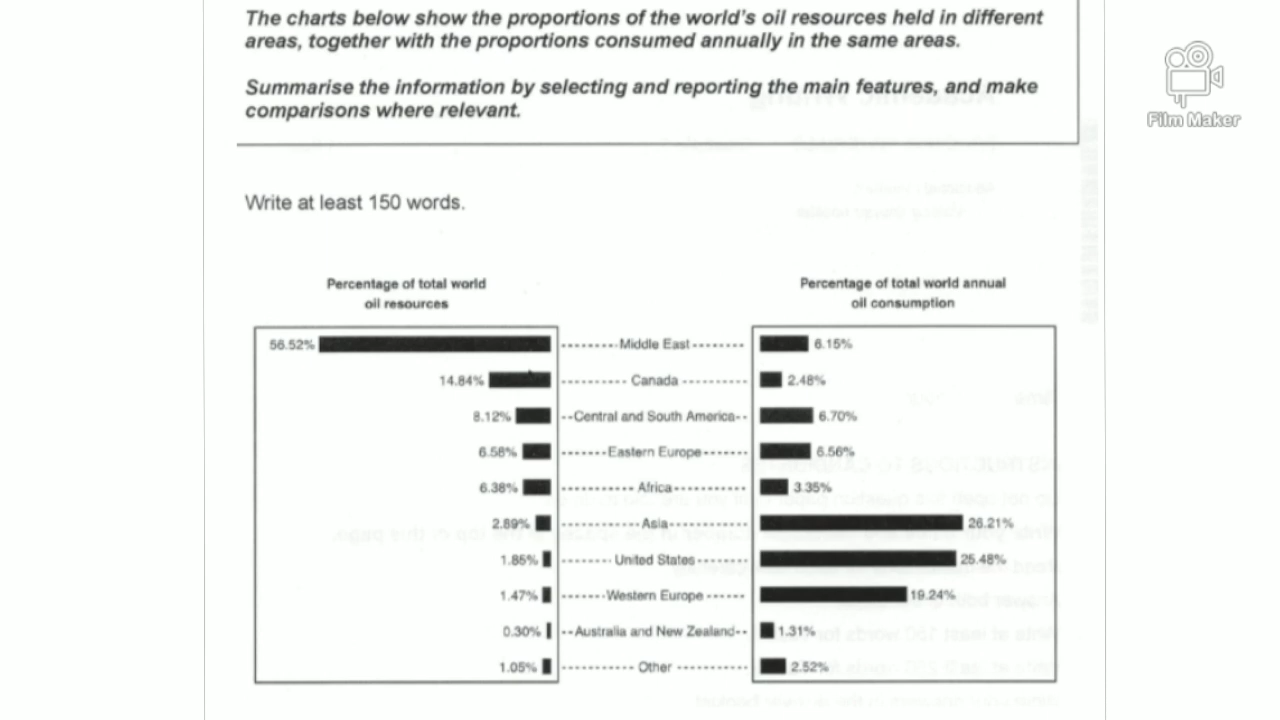 The charts below show the proportions of the world's oil resources held in different
areas, together with the proportions consumed annually in the same areas.
Summarise the information by selecting and reporting the main features, and make
comparisons where relevant.
Film Maker
Write at least 150 words.
Percentage of total world
oil resources
Percentage of total world annual
oil consumption
56.52% Middle East 6.15%
14.84% Canada 2.48%
8.12% Central and South America 6.70%
6.58% Eastern Europe 6.56%
6.38% Africa 3.35%
2.89% Asia 26.21%
1.85% United States 25.48%
1.47% Western Europe 19.24%
0.30% Australia and New Zealand 1.31%
1.05% Other 2.52%